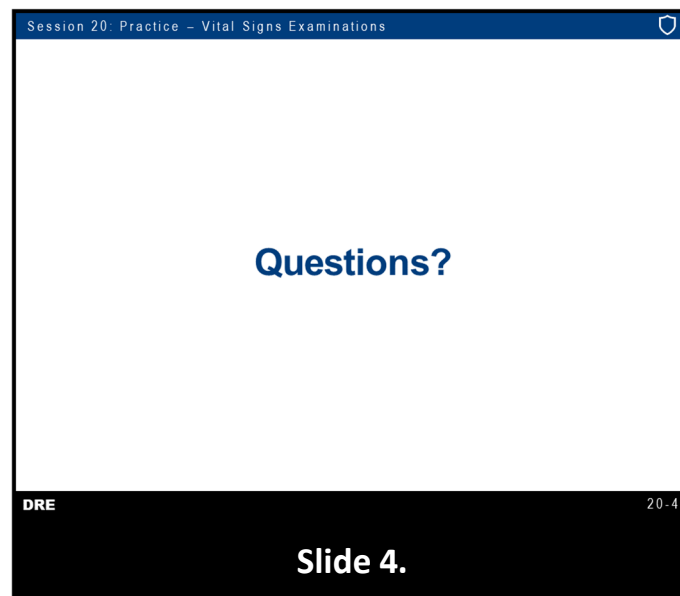 Session 20: Practice – Vital Signs Examinations
Questions?
DRE
20-4
Slide 4.